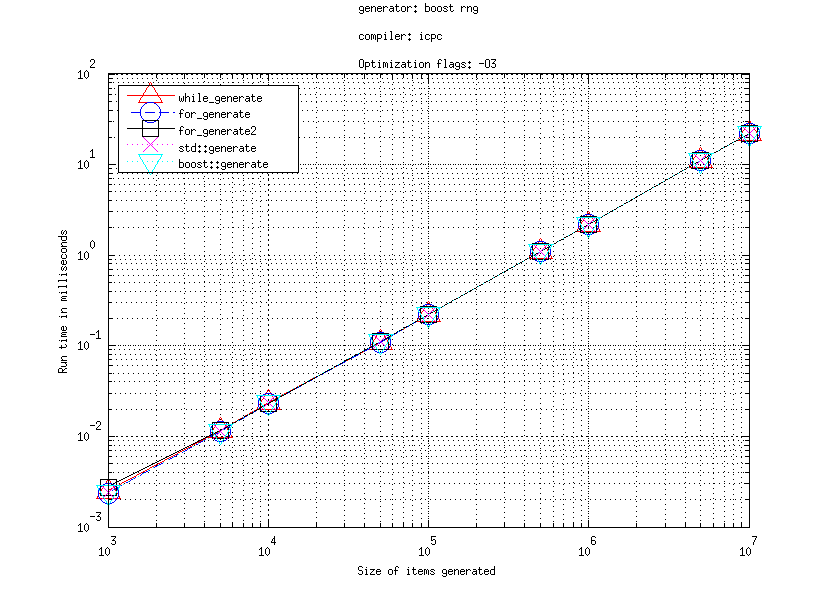 generator: boost rng
compiler: icpc
Optimization flags: -O3
10^2
while_generate
for_generate
for_generate2
std::generate
boost::generate
10^1
10^0
10^-1
10^-2
10^-3
Run time in milliseconds
10^3
10^4
10^5
10^6
10^7
Size of items generated